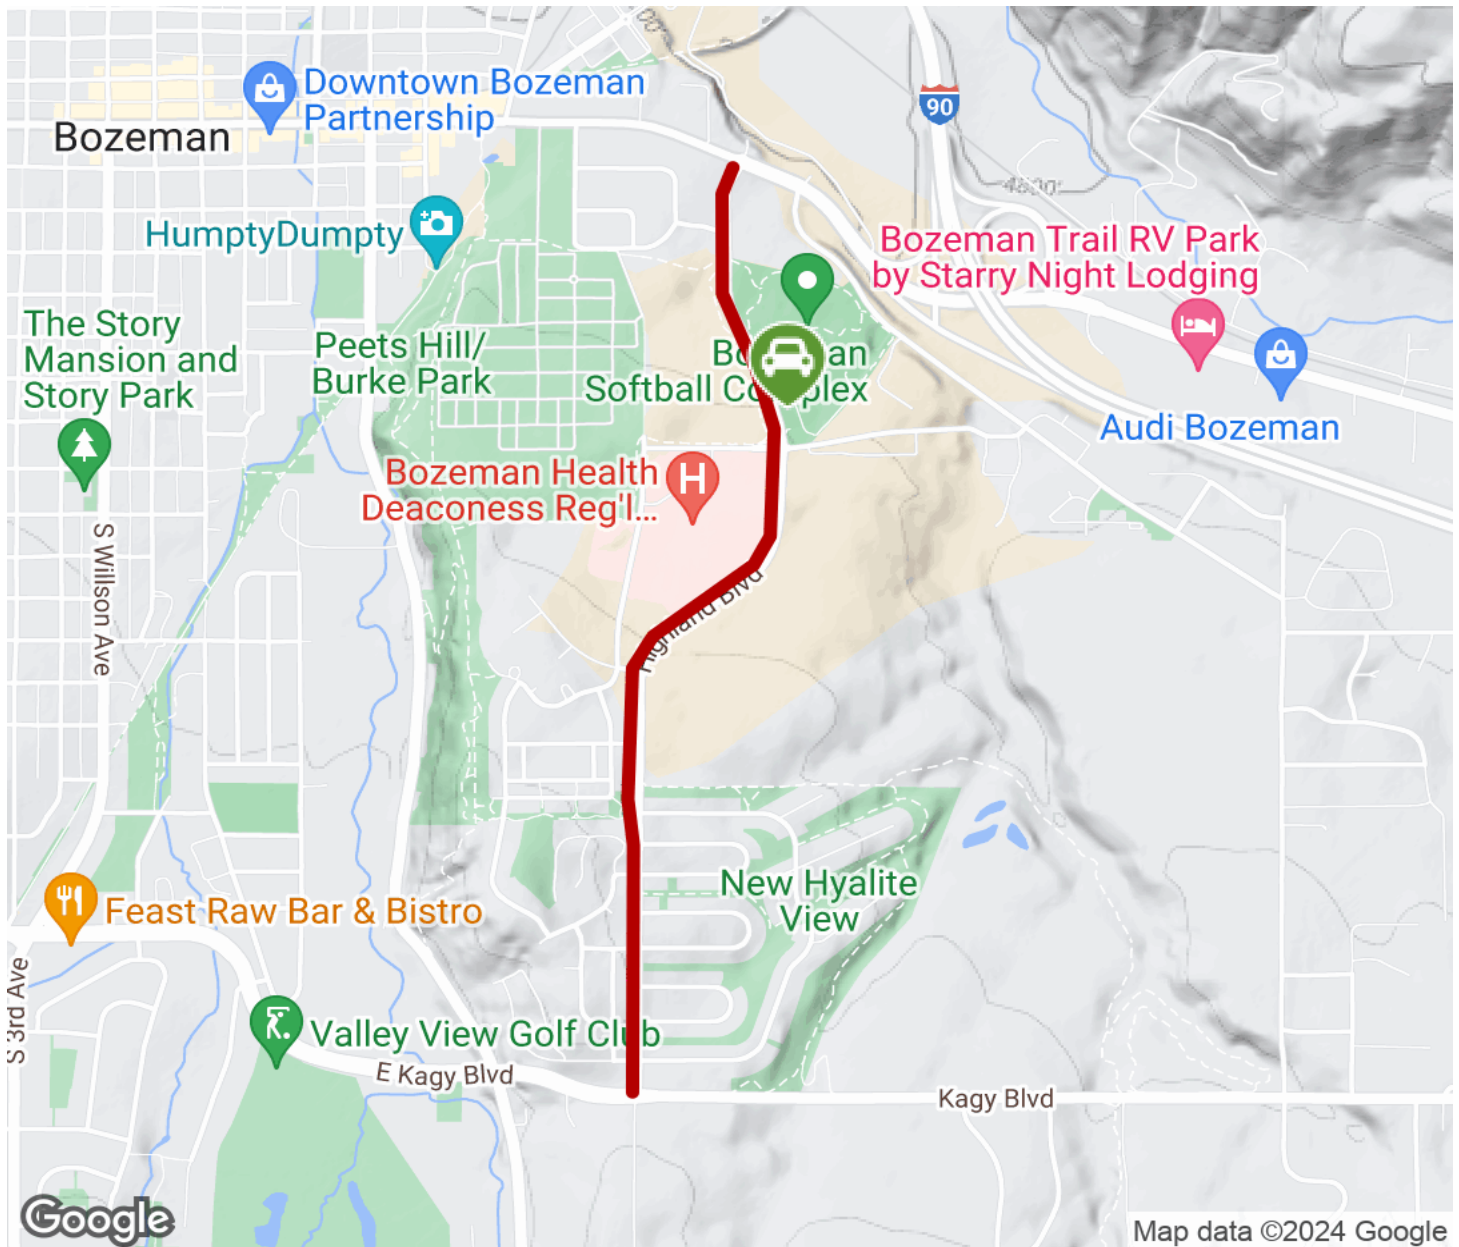 00'
Downtown Bozeman
Partnership
Bozeman
90
4800'
HumptyDumpty
Bozeman Trail RV Park
by Starry Night Lodging
The Story
Mansion and
Story Park
Peets Hill/
Burke Park
Softball
Audi Bozeman
Bozeman Health
Deaconess Reg'l...
H
S Willson Ave
Highland Blvd
New Hyalite
View
Feast Raw Bar & Bistro
S 3rd Ave
Valley View Golf Club
E Kagy Blvd
Kagy Blvd
Google
Map data ©2024 Google